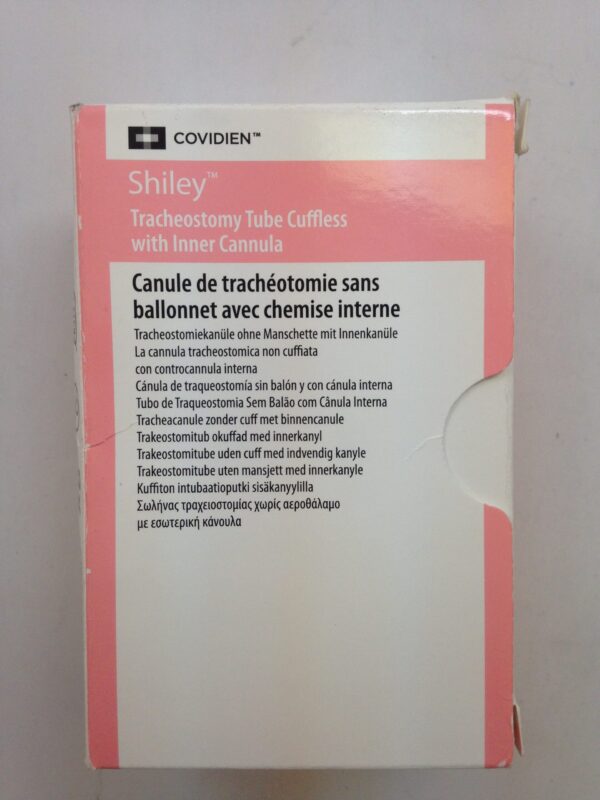 COVIDIEN™
Shiley™
Tracheostomy Tube Cuffless
with Inner Cannula
Canule de trachéotomie sans
ballonnet avec chemise interne
Tracheostomiekanüle ohne Manschette mit Innenkanüle
La cannula tracheostomica non cuffiata
con controcannula interna
Cánula de traqueostomía sin balón y con cánula interna
Tubo de Traqueostomia Sem Balão com Cânula Interna
Tracheacanule zonder cuff met binnencanule
Trakeostomitub okuffad med innerkanyl
Trakeostomitube uden cuff med indvendig kanyle
Trakeostomitube uten mansjett med innerkanyle
Kuffiton intubaatioputki sisäkanyylilla
Σωλήνας τραχειοστομίας χωρίς αεροθάλαμο
με εσωτερική κάνουλα